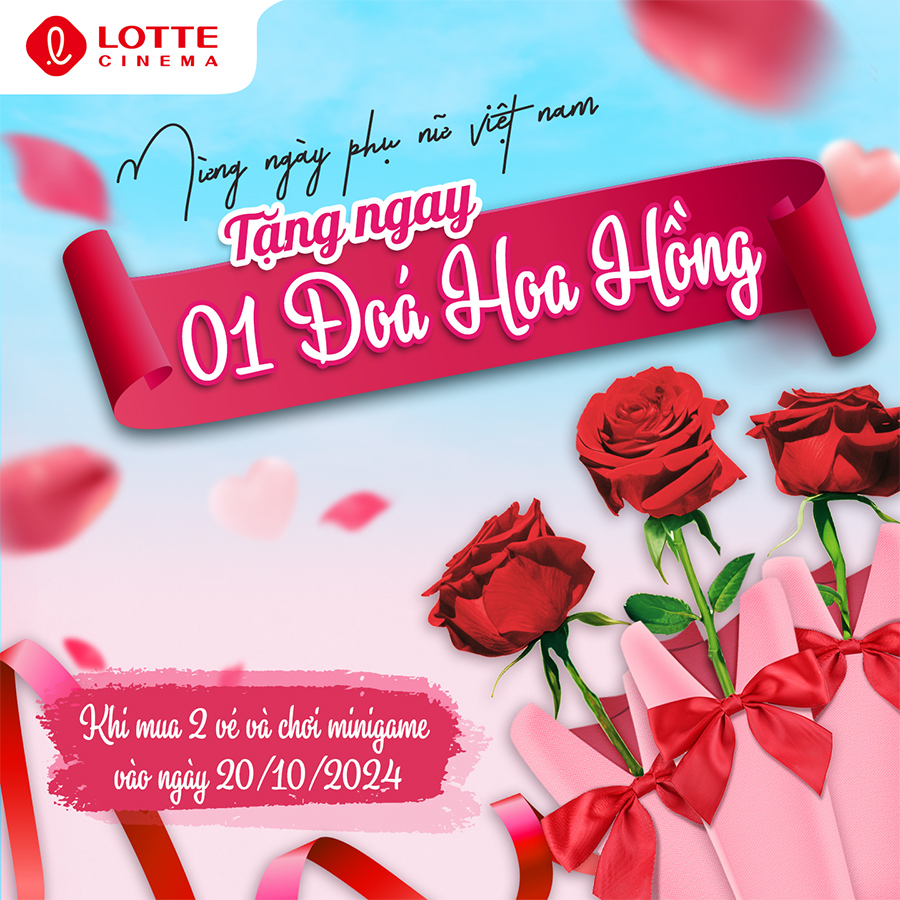 LOTTE
CINEMA
Mừng ngày phụ nữ việt nam
Tặng ngay
01 Đoá Hoa Hồng
Khi mua 2 vé và chơi minigame
vào ngày 20/10/2024